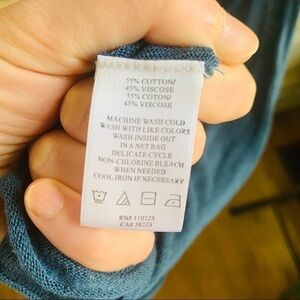 55% COTTON/
45% VISCOSE
55% COTON/
45% VISCOSE
MACHINE WASH COLD
WASH WITH LIKE COLORS
WASH INSIDE OUT
IN A NET BAG
DELICATE CYCLE
NON-CHLORINE BLEACH
WHEN NEEDED
COOL IRON IF NECESSARY
RN# 110125
CA# 38223